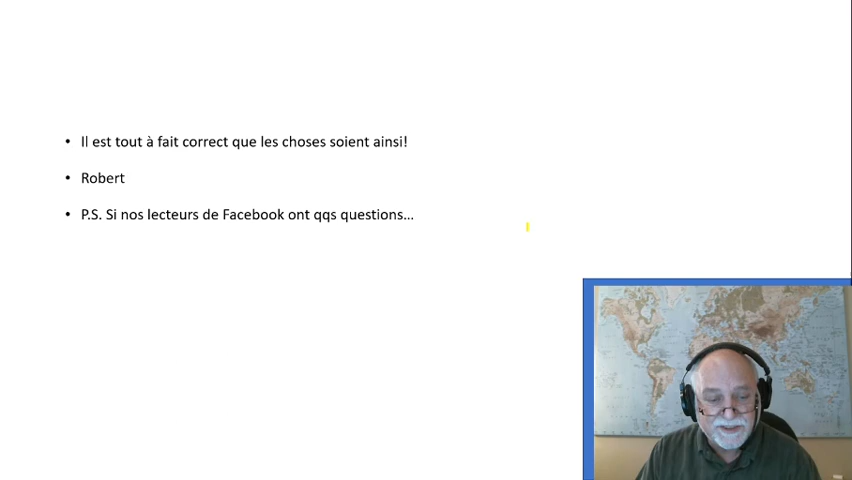 • Il est tout à fait correct que les choses soient ainsi!
• Robert
• P.S. Si nos lecteurs de Facebook ont qqs questions...